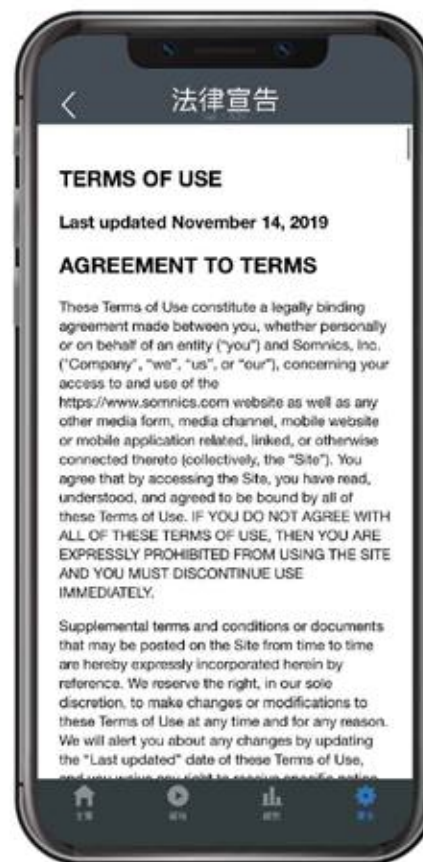 法律宣告
TERMS OF USE
Last updated November 14, 2019
AGREEMENT TO TERMS
These Terms of Use constitute a legally binding
agreement made between you, whether personally
or on behalf of an entity (“you”) and Somnics, Inc.
("Company", “we”, “us”, or “our”), concerning your
access to and use of the
https://www.somnics.com website as well as any
other media form, media channel, mobile website
or mobile application related, linked, or otherwise
connected thereto (collectively, the “Site”). You
agree that by accessing the Site, you have read,
understood, and agreed to be bound by all of
these Terms of Use. IF YOU DO NOT AGREE WITH
ALL OF THESE TERMS OF USE, THEN YOU ARE
EXPRESSLY PROHIBITED FROM USING THE SITE
AND YOU MUST DISCONTINUE USE
IMMEDIATELY.
Supplemental terms and conditions or documents
that may be posted on the Site from time to time
are hereby expressly incorporated herein by
reference. We reserve the right, in our sole
discretion, to make changes or modifications to
these Terms of Use at any time and for any reason.
We will alert you about any changes by updating
the “Last updated” date of these Terms of Use,
and you waive any right to receive specific notice